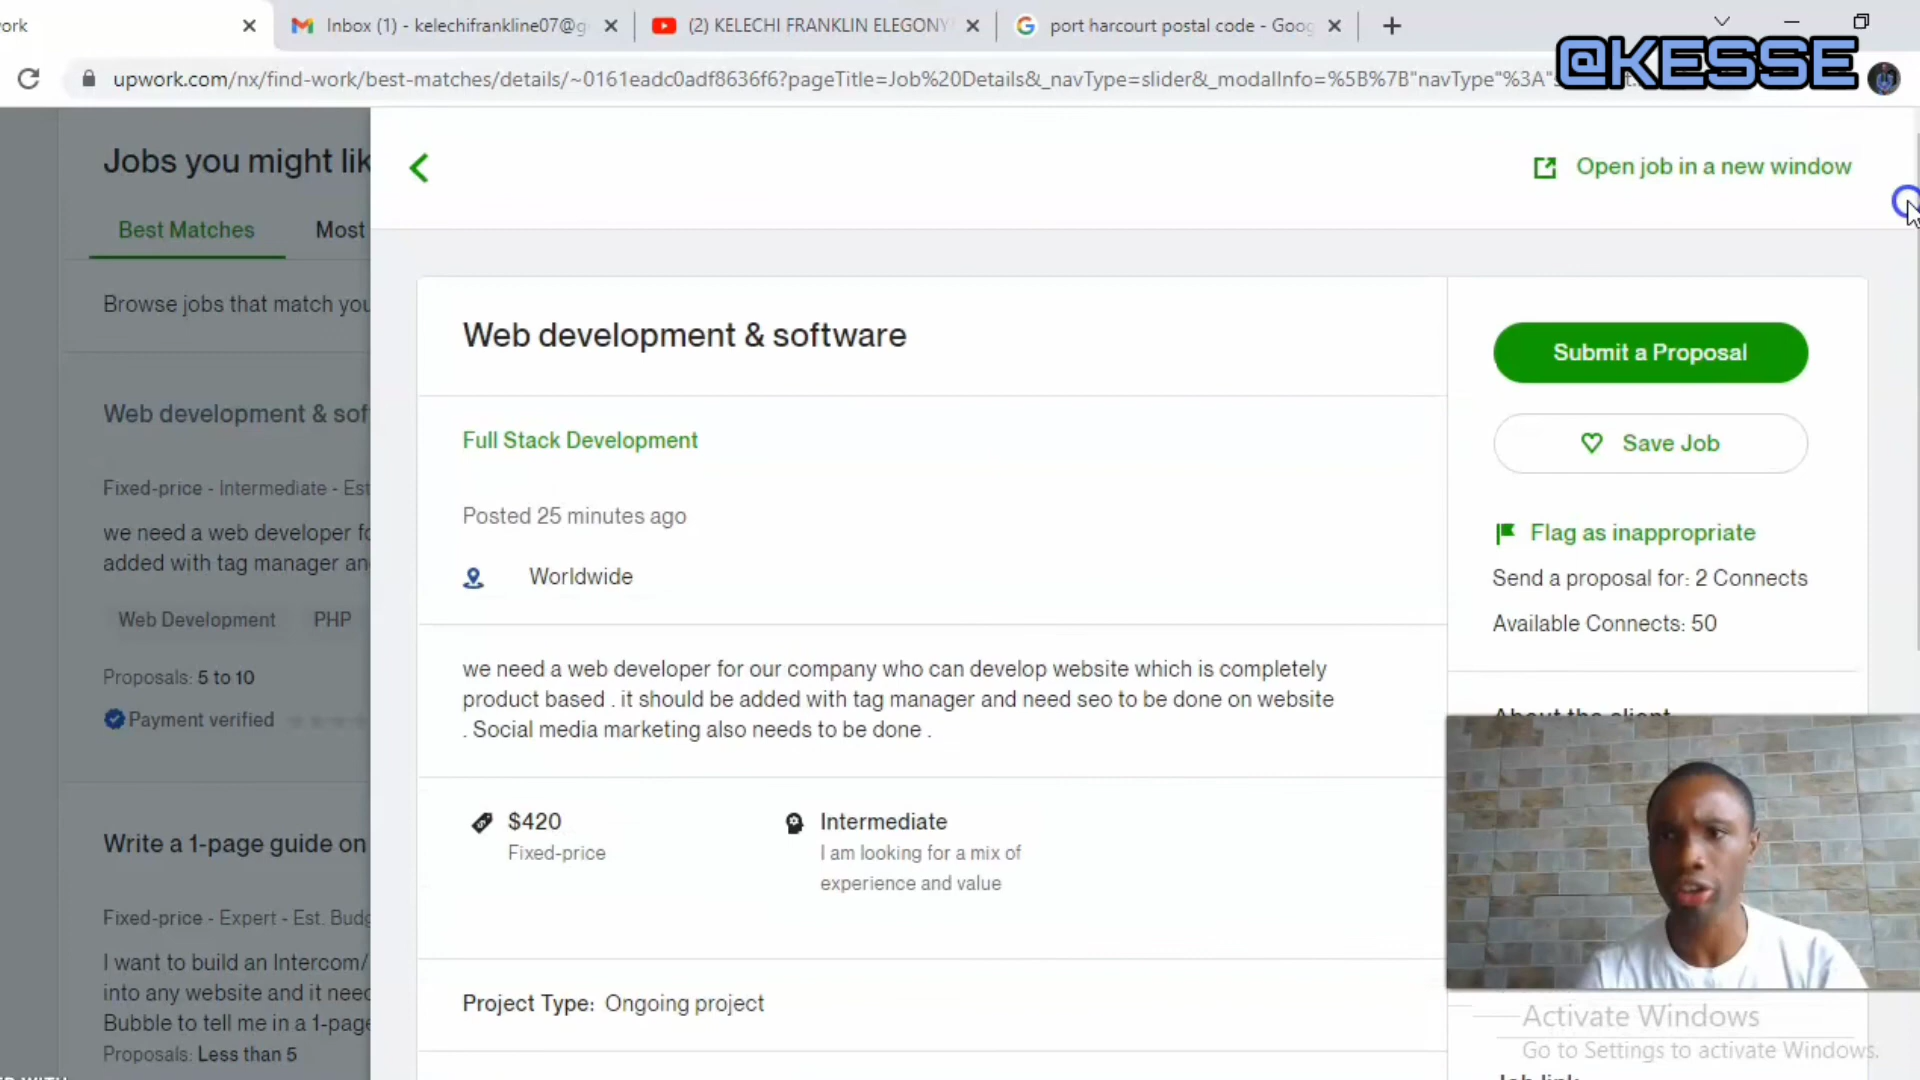 ork
Inbox (1) - kelechifrankline07@g
(2) KELECHI FRANKLIN ELEGONY
port harcourt postal code - Goog
@KESSE
upwork.com/nx/find-work/best-matches/details/~0161eadc0adf8636f6?pageTitle=Job%20Details&_navType=slider&_modalInfo=%5B%7B"navType"%3A"s
Jobs you might lik
Open job in a new window
Best Matches
Most
Browse jobs that match you
Web development & software
Submit a Proposal
Web development & sof
Full Stack Development
Save Job
Fixed-price - Intermediate - Est
Posted 25 minutes ago
we need a web developer fo
added with tag manager an
Flag as inappropriate
Worldwide
Send a proposal for: 2 Connects
Web Development
PHP
Available Connects: 50
we need a web developer for our company who can develop website which is completely
product based . it should be added with tag manager and need seo to be done on website
. Social media marketing also needs to be done .
Proposals: 5 to 10
Payment verified
About the client
$420
Fixed-price
Intermediate
I am looking for a mix of
experience and value
Write a 1-page guide on
Fixed-price - Expert - Est. Budg
I want to build an Intercom/
into any website and it need
Bubble to tell me in a 1-page
Proposals: Less than 5
Project Type: Ongoing project
Activate Windows
Go to Settings to activate Windows.
Job link